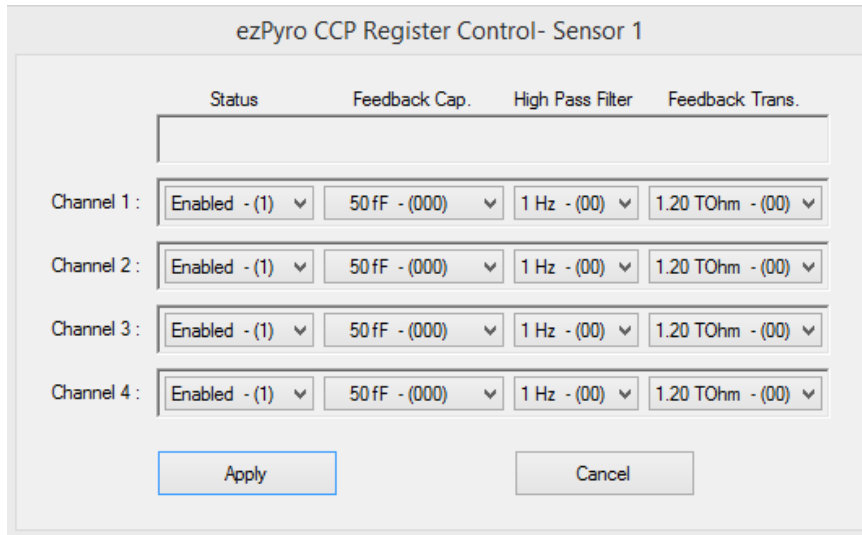 ezPyro CCP Register Control- Sensor 1
Status Feedback Cap. High Pass Filter Feedback Trans.
Channel 1 : Enabled - (1) 50 fF - (000) 1 Hz - (00) 1.20 TOhm - (00)
Channel 2 : Enabled - (1) 50 fF - (000) 1 Hz - (00) 1.20 TOhm - (00)
Channel 3 : Enabled - (1) 50 fF - (000) 1 Hz - (00) 1.20 TOhm - (00)
Channel 4 : Enabled - (1) 50 fF - (000) 1 Hz - (00) 1.20 TOhm - (00)
Apply Cancel